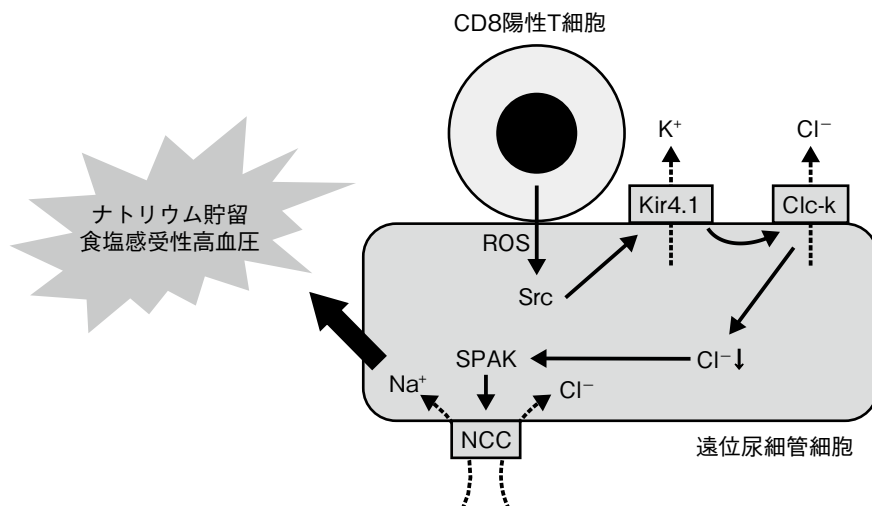 CD8陽性T細胞
K⁺
Cl⁻
ナトリウム貯留
食塩感受性高血圧
Kir4.1
Clc-k
ROS
Src
SPAK
Cl⁻↓
Na⁺
Cl⁻
NCC
遠位尿細管細胞